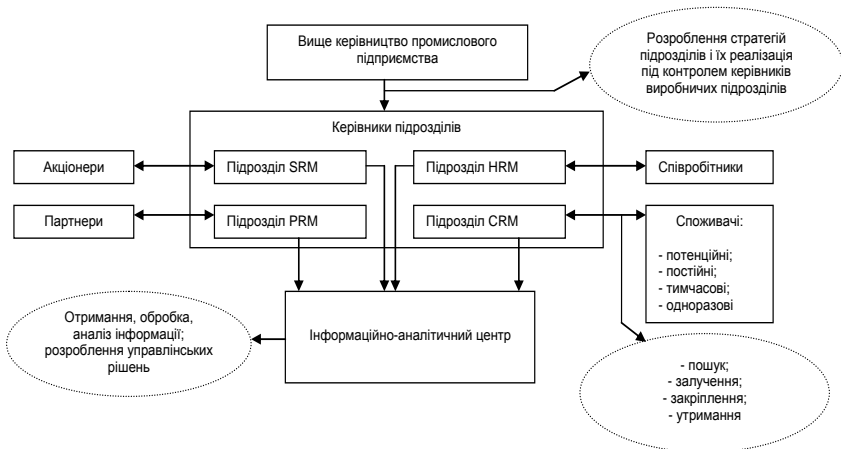 Вище керівництво промислового
підприємства
Розроблення стратегій
підрозділів і їх реалізація
під контролем керівників
виробничих підрозділів
Керівники підрозділів
Акціонери
Підрозділ SRM
Підрозділ HRM
Співробітники
Партнери
Підрозділ PRM
Підрозділ CRM
Споживачі:
- потенційні;
- постійні;
- тимчасові;
- одноразові
Отримання, обробка,
аналіз інформації;
розроблення управлінських
рішень
Інформаційно-аналітичний центр
- пошук;
- залучення;
- закріплення;
- утримання